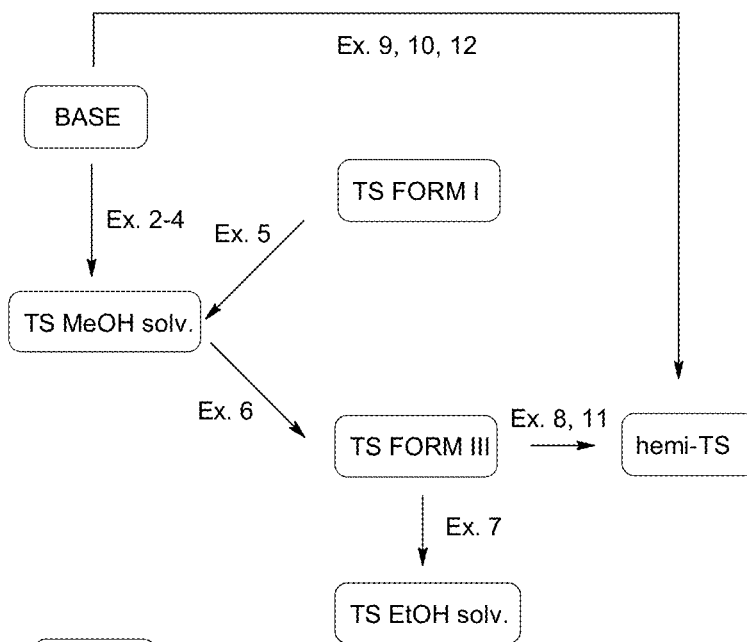 Ex. 9, 10, 12
BASE
TS FORM I
Ex. 2-4
Ex. 5
TS MeOH solv.
Ex. 6
TS FORM III
Ex. 8, 11
hemi-TS
Ex. 7
TS EtOH solv.